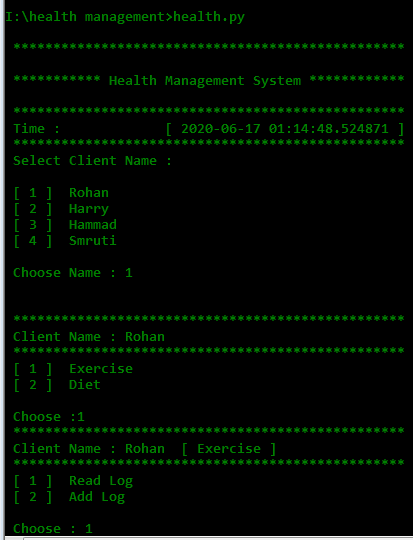 I:\health management>health.py
*************************************************
*********** Health Management System ************
*************************************************
Time :             [ 2020-06-17 01:14:48.524871 ]
*************************************************
Select Client Name :
[ 1 ]  Rohan
[ 2 ]  Harry
[ 3 ]  Hammad
[ 4 ]  Smruti
Choose Name : 1
*************************************************
Client Name : Rohan
*************************************************
[ 1 ]  Exercise
[ 2 ]  Diet
Choose :1
*************************************************
Client Name : Rohan  [ Exercise ]
*************************************************
[ 1 ]  Read Log
[ 2 ]  Add Log
Choose : 1